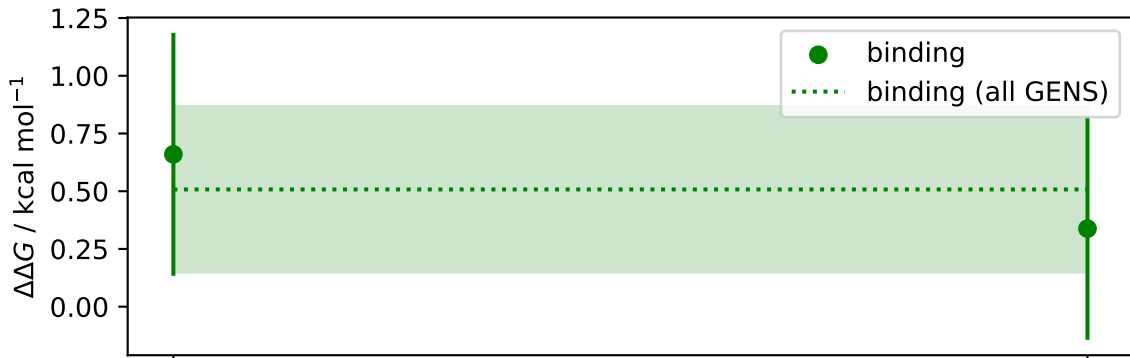 1.25
1.00
0.75
0.50
0.25
0.00
ΔΔG / kcal mol⁻¹
binding
binding (all GENS)